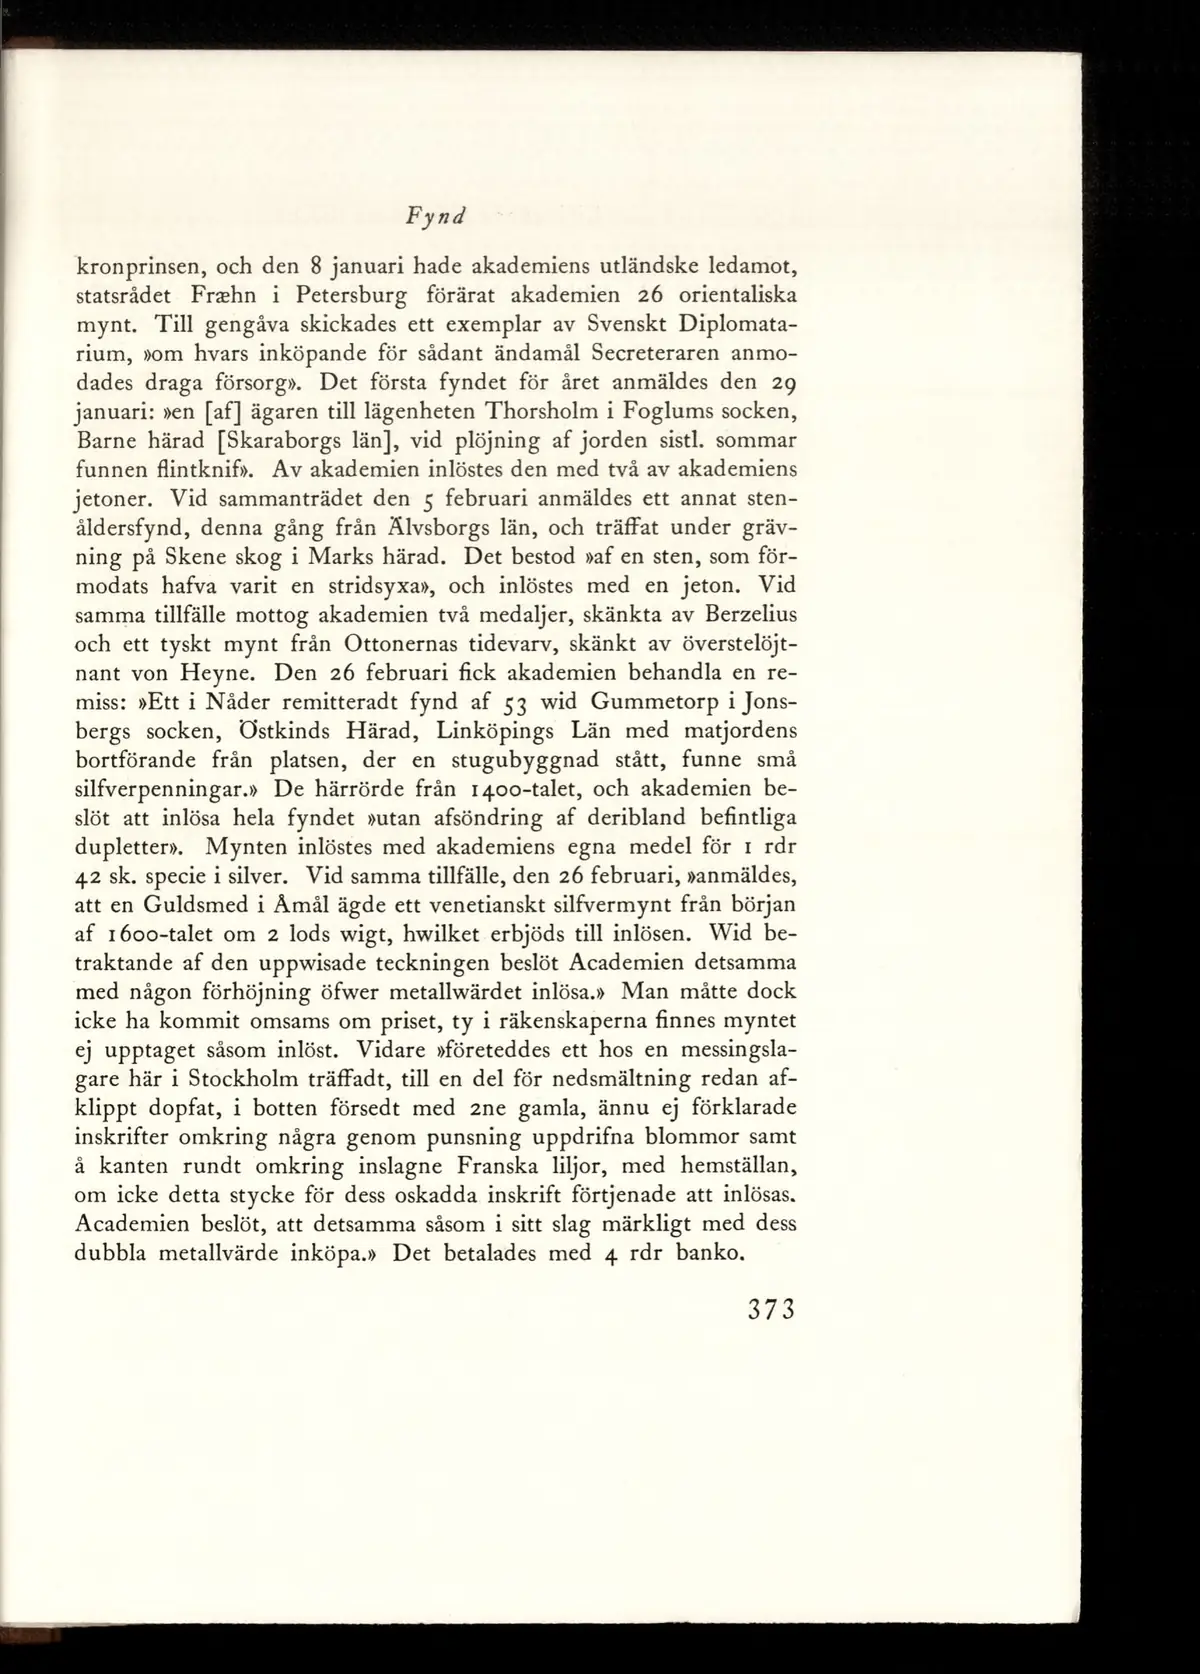 Fynd
kronprinsen, och den 8 januari hade akademiens utländske ledamot,
statsrådet Fræhn i Petersburg förärat akademien 26 orientaliska
mynt. Till gengåva skickades ett exemplar av Svenskt Diplomata-
rium, »om hvars inköpande för sådant ändamål Secreteraren anmo-
dades draga försorg». Det första fyndet för året anmäldes den 29
januari: »en [af] ägaren till lägenheten Thorsholm i Foglums socken,
Barne härad [Skaraborgs län], vid plöjning af jorden sistl. sommar
funnen flintknif». Av akademien inlöstes den med två av akademiens
jetoner. Vid sammanträdet den 5 februari anmäldes ett annat sten-
åldersfynd, denna gång från Älvsborgs län, och träffat under gräv-
ning på Skene skog i Marks härad. Det bestod »af en sten, som för-
modats hafva varit en stridsyxa», och inlöstes med en jeton. Vid
samma tillfälle mottog akademien två medaljer, skänkta av Berzelius
och ett tyskt mynt från Ottonernas tidevarv, skänkt av överstelöjt-
nant von Heyne. Den 26 februari fick akademien behandla en re-
miss: »Ett i Nåder remitteradt fynd af 53 wid Gummetorp i Jons-
bergs socken, Östkinds Härad, Linköpings Län med matjordens
bortförande från platsen, der en stugubyggnad stått, funne små
silfverpenningar.» De härrörde från 1400-talet, och akademien be-
slöt att inlösa hela fyndet »utan afsöndring af deribland befintliga
dupletter». Mynten inlöstes med akademiens egna medel för 1 rdr
42 sk. specie i silver. Vid samma tillfälle, den 26 februari, »anmäldes,
att en Guldsmed i Åmål ägde ett venetianskt silfvermynt från början
af 1600-talet om 2 lods wigt, hwilket erbjöds till inlösen. Wid be-
traktande af den uppwisade teckningen beslöt Academien detsamma
med någon förhöjning öfwer metallwärdet inlösa.» Man måtte dock
icke ha kommit omsams om priset, ty i räkenskaperna finnes myntet
ej upptaget såsom inlöst. Vidare »företeddes ett hos en messingsla-
gare här i Stockholm träffadt, till en del för nedsmältning redan af-
klippt dopfat, i botten försedt med 2ne gamla, ännu ej förklarade
inskrifter omkring några genom punsning uppdrifna blommor samt
å kanten rundt omkring inslagne Franska liljor, med hemställan,
om icke detta stycke för dess oskadda inskrift förtjenade att inlösas.
Academien beslöt, att detsamma såsom i sitt slag märkligt med dess
dubbla metallvärde inköpa.» Det betalades med 4 rdr banko.
373